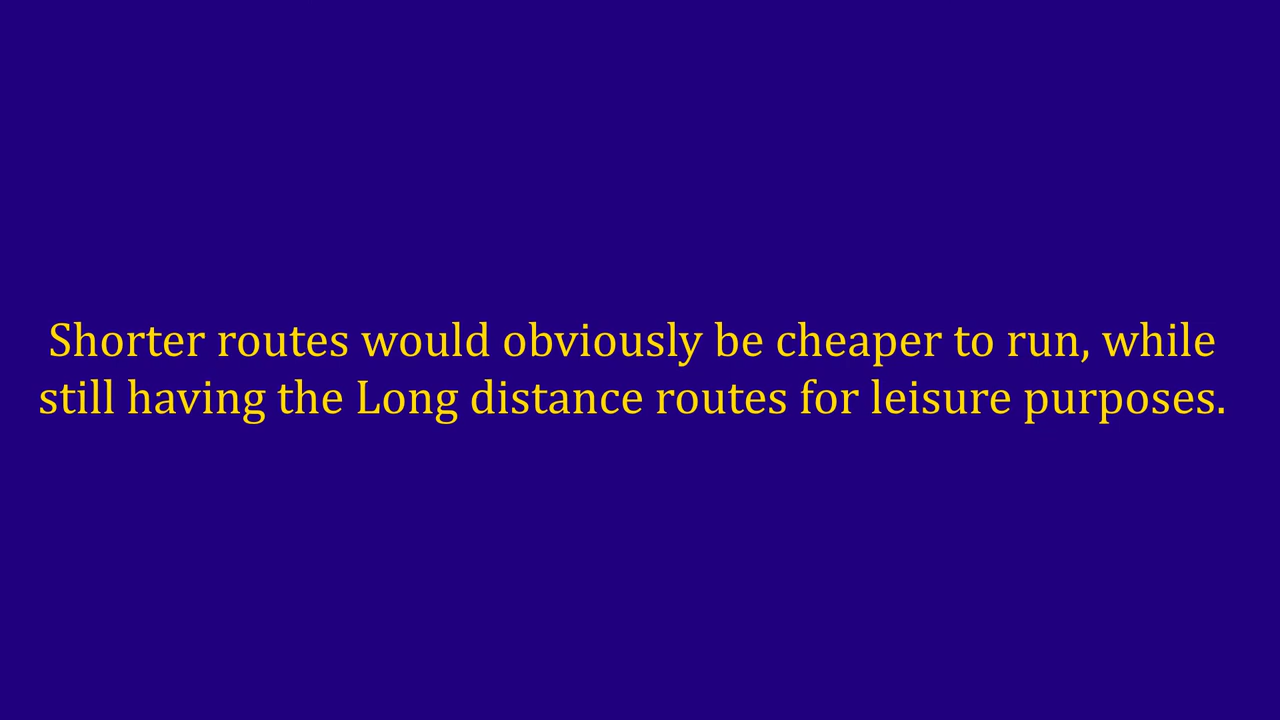 Shorter routes would obviously be cheaper to run, while
still having the Long distance routes for leisure purposes.